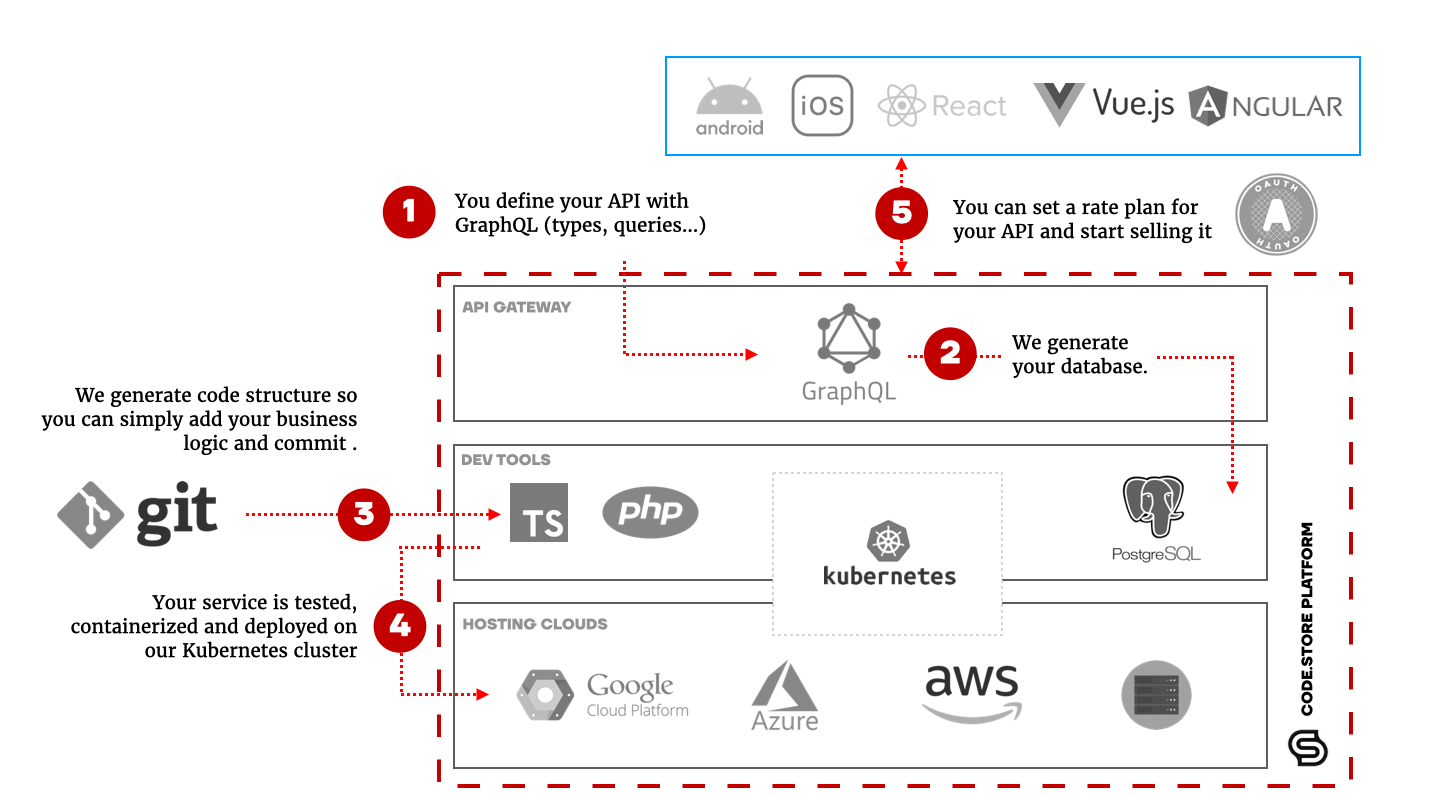 android
iOS
React
Vue.js
ANGULAR
1
You define your API with
GraphQL (types, queries...)
5
You can set a rate plan for
your API and start selling it
OAUTH
A
OAUTH
API GATEWAY
GraphQL
2
We generate
your database.
We generate code structure so
you can simply add your business
logic and commit .
git
3
DEV TOOLS
TS
php
kubernetes
PostgreSQL
4
Your service is tested,
containerized and deployed on
our Kubernetes cluster
HOSTING CLOUDS
Google
Cloud Platform
Azure
aws
CODE.STORE PLATFORM